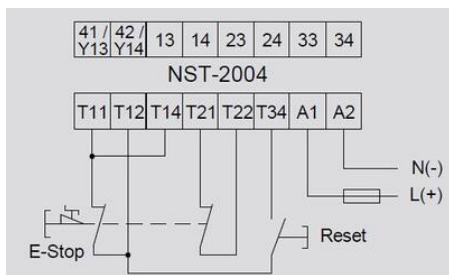 41 / 42 / 13 14 23 24 33 34
Y13 Y14
NST-2004
T11 T12 T14 T21 T22 T34 A1 A2
N(-)
L(+)
E-Stop
Reset